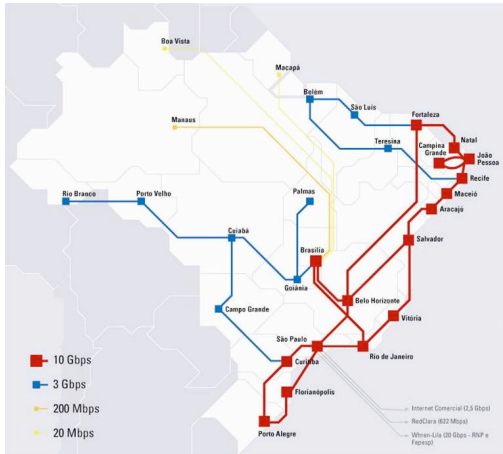 Boa Vista
Macapá
Belém
São Luís
Fortaleza
Manaus
Teresina
Natal
Campina
Grande
João
Pessoa
Recife
Maceió
Aracajú
Rio Branco
Porto Velho
Palmas
Cuiabá
Salvador
Brasília
Goiânia
Campo Grande
Belo Horizonte
Vitória
São Paulo
Rio de Janeiro
Curitiba
Florianópolis
Porto Alegre
10 Gbps
3 Gbps
200 Mbps
20 Mbps
Internet Comercial (2,5 Gbps)
RedClara (622 Mbps)
Whren-Lila (20 Gbps - RNP e
Fapesp)